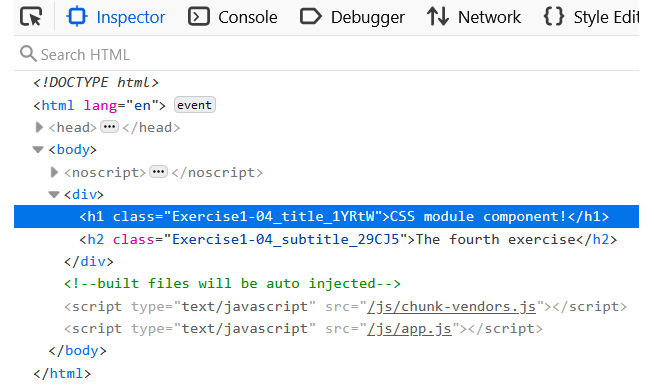 Inspector Console Debugger Network Style Edit
Search HTML
<!DOCTYPE html>
<html lang="en"> event
<head> ••• </head>
<body>
<noscript> ••• </noscript>
<div>
<h1 class="Exercise1-04_title_1YRtW">CSS module component!</h1>
<h2 class="Exercise1-04_subtitle_29CJ5">The fourth exercise</h2>
</div>
<!--built files will be auto injected-->
<script type="text/javascript" src="/js/chunk-vendors.js"></script>
<script type="text/javascript" src="/js/app.js"></script>
</body>
</html>